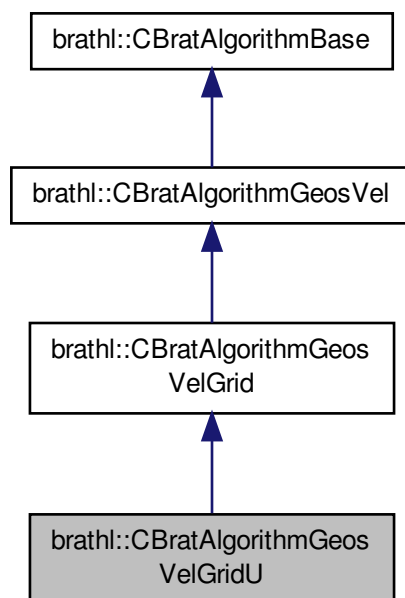 brathl::CBratAlgorithmBase
brathl::CBratAlgorithmGeosVel
brathl::CBratAlgorithmGeos
VelGrid
brathl::CBratAlgorithmGeos
VelGridU